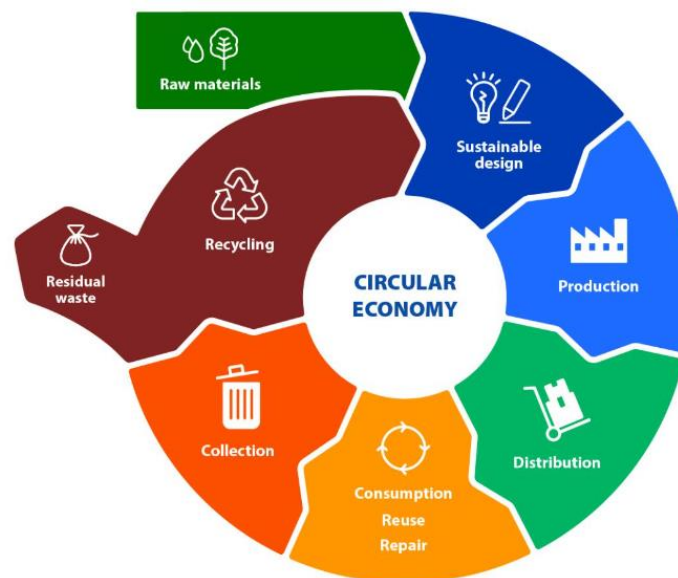 Raw materials
Sustainable
design
Production
Distribution
Consumption
Reuse
Repair
Collection
Recycling
Residual
waste
CIRCULAR
ECONOMY